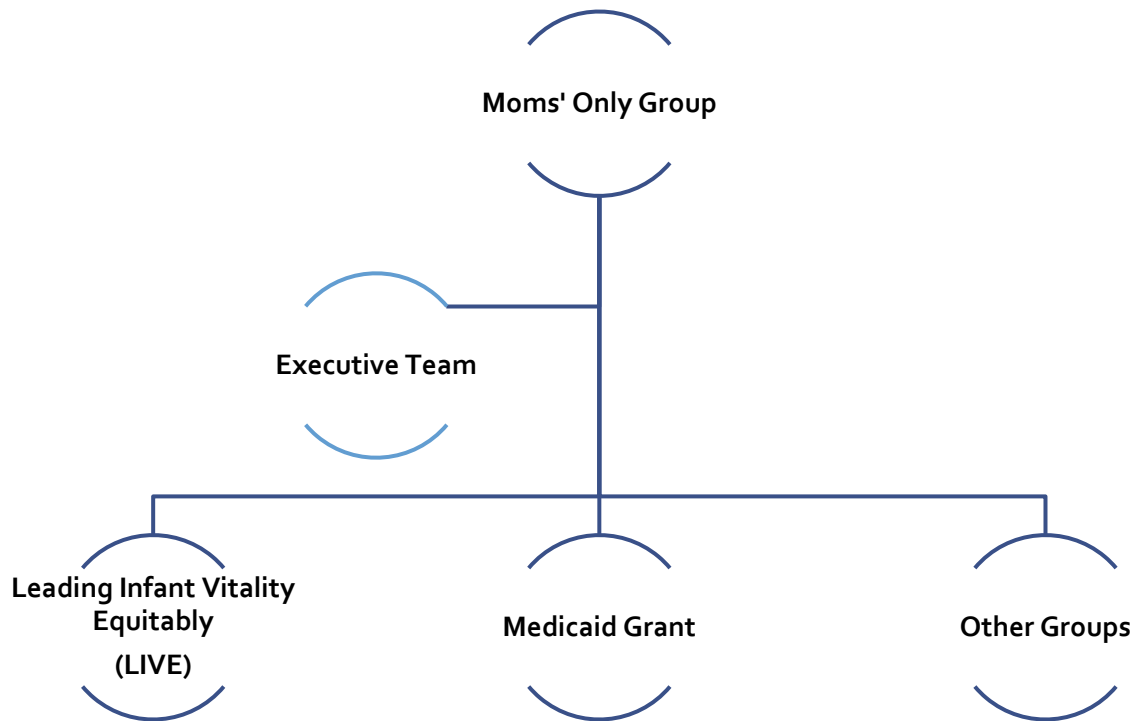 Moms' Only Group
Executive Team
Leading Infant Vitality
Equitably
(LIVE)
Medicaid Grant
Other Groups